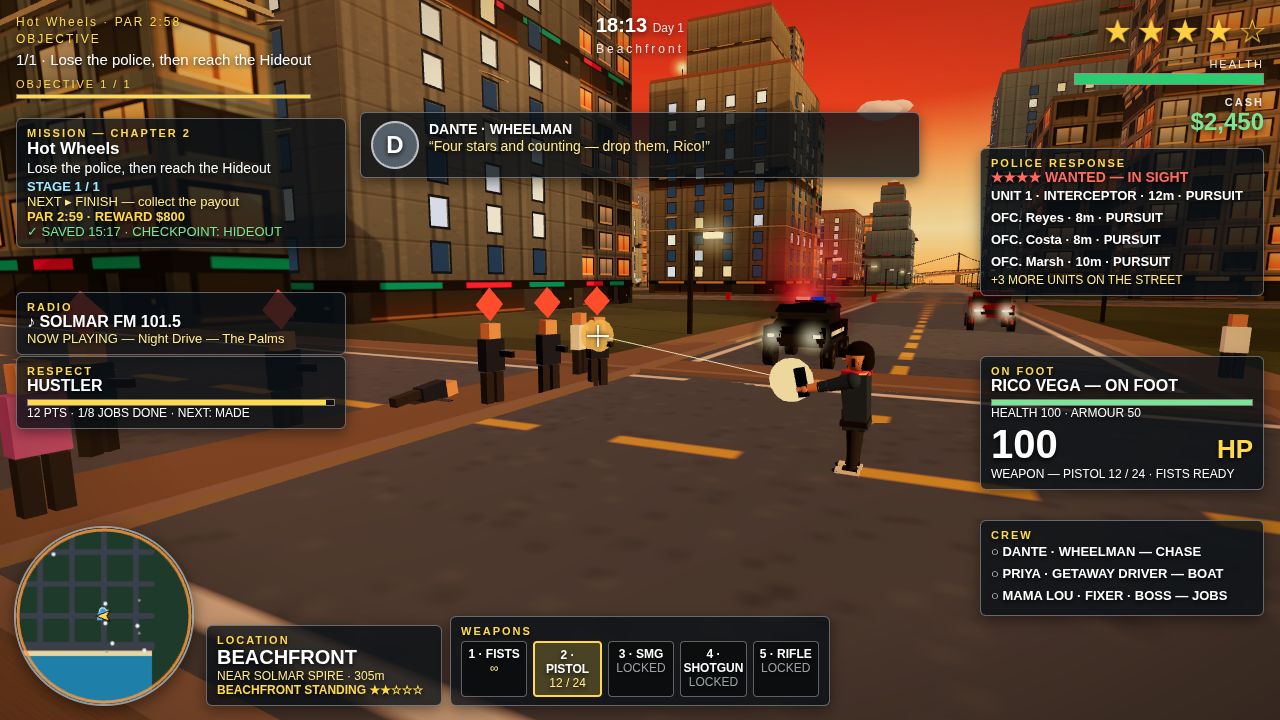 Hot Wheels · PAR 2:58
OBJECTIVE
1/1 · Lose the police, then reach the Hideout
OBJECTIVE 1 / 1
MISSION — CHAPTER 2
Hot Wheels
Lose the police, then reach the Hideout
STAGE 1 / 1
NEXT ▸ FINISH — collect the payout
PAR 2:59 · REWARD $800
✓ SAVED 15:17 · CHECKPOINT: HIDEOUT
RADIO
♪ SOLMAR FM 101.5
NOW PLAYING — Night Drive — The Palms
RESPECT
HUSTLER
12 PTS · 1/8 JOBS DONE · NEXT: MADE
18:13 Day 1
Beachfront
D
DANTE · WHEELMAN
“Four stars and counting — drop them, Rico!”
★★★★☆
HEALTH
CASH
$2,450
POLICE RESPONSE
★★★★ WANTED — IN SIGHT
UNIT 1 · INTERCEPTOR · 12m · PURSUIT
OFC. Reyes · 8m · PURSUIT
OFC. Costa · 8m · PURSUIT
OFC. Marsh · 10m · PURSUIT
+3 MORE UNITS ON THE STREET
ON FOOT
RICO VEGA — ON FOOT
HEALTH 100 · ARMOUR 50
100 HP
WEAPON — PISTOL 12 / 24 · FISTS READY
CREW
○ DANTE · WHEELMAN — CHASE
○ PRIYA · GETAWAY DRIVER — BOAT
○ MAMA LOU · FIXER · BOSS — JOBS
LOCATION
BEACHFRONT
NEAR SOLMAR SPIRE · 305m
BEACHFRONT STANDING ★★☆☆☆
WEAPONS
1 · FISTS
∞
2 · PISTOL
12 / 24
3 · SMG
LOCKED
4 · SHOTGUN
LOCKED
5 · RIFLE
LOCKED